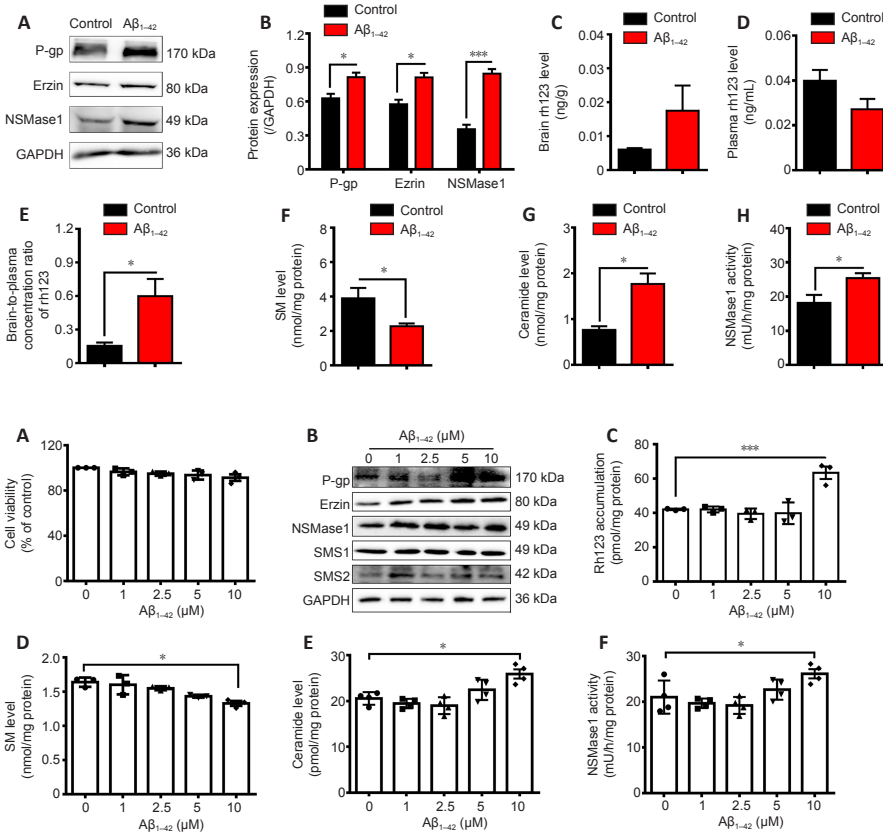 A
Control Aβ1–42
P-gp
170 kDa
Erzin
80 kDa
NSMase1
49 kDa
GAPDH
36 kDa
B
Control
Aβ1–42
Protein expression
(/GAPDH)
1.2
0.9
0.6
0.3
0.0
* * ***
P-gp Ezrin NSMase1
C
Control
Aβ1–42
Brain rh123 level
(ng/g)
0.04
0.03
0.02
0.01
0.00
D
Control
Aβ1–42
Plasma rh123 level
(ng/mL)
0.06
0.04
0.02
0.00
E
Control
Aβ1–42
Brain-to-plasma
concentration ratio
of rh123
1.2
0.9
0.6
0.3
0
*
F
Control
Aβ1–42
SM level
(nmol/mg protein)
8
6
4
2
0
*
G
Control
Aβ1–42
Ceramide level
(nmol/mg protein)
3
2
1
0
*
H
Control
Aβ1–42
NSMase1 activity
(mU/h/mg protein)
40
30
20
10
0
*
A
Cell viability
(% of control)
120
80
40
0
0 1 2.5 5 10
Aβ1–42 (μM)
B
Aβ1–42 (μM)
0 1 2.5 5 10
P-gp
170 kDa
Erzin
80 kDa
NSMase1
49 kDa
SMS1
49 kDa
SMS2
42 kDa
GAPDH
36 kDa
C
Rh123 accumulation
(pmol/mg protein)
80
60
40
20
0
***
0 1 2.5 5 10
Aβ1–42 (μM)
D
SM level
(nmol/mg protein)
2.0
1.5
1.0
0.5
0.0
*
0 1 2.5 5 10
Aβ1–42 (μM)
E
Ceramide level
(pmol/mg protein)
30
20
10
0
*
0 1 2.5 5 10
Aβ1–42 (μM)
F
NSMase1 activity
(mU/h/mg protein)
30
20
10
0
*
0 1 2.5 5 10
Aβ1–42 (μM)